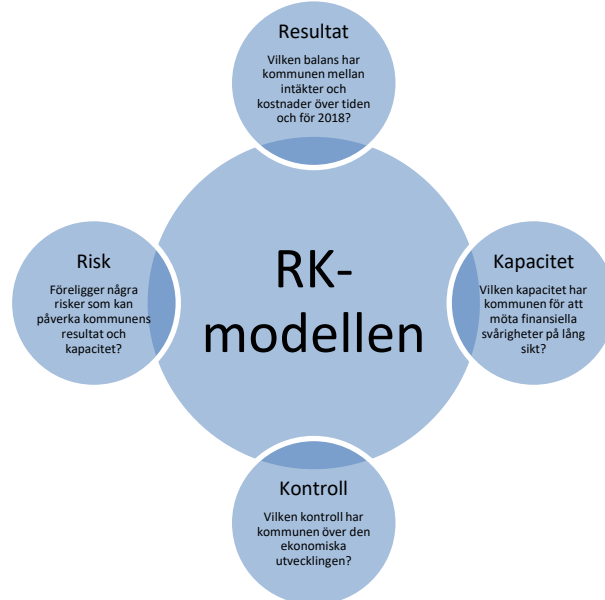 Resultat
Vilken balans har
kommunen mellan
intäkter och
kostnader över tiden
och för 2018?
Risk
Föreligger några
risker som kan
påverka kommunens
resultat och
kapacitet?
RK-
modellen
Kapacitet
Vilken kapacitet har
kommunen för att
möta finansiella
svårigheter på lång
sikt?
Kontroll
Vilken kontroll har
kommunen över den
ekonomiska
utvecklingen?